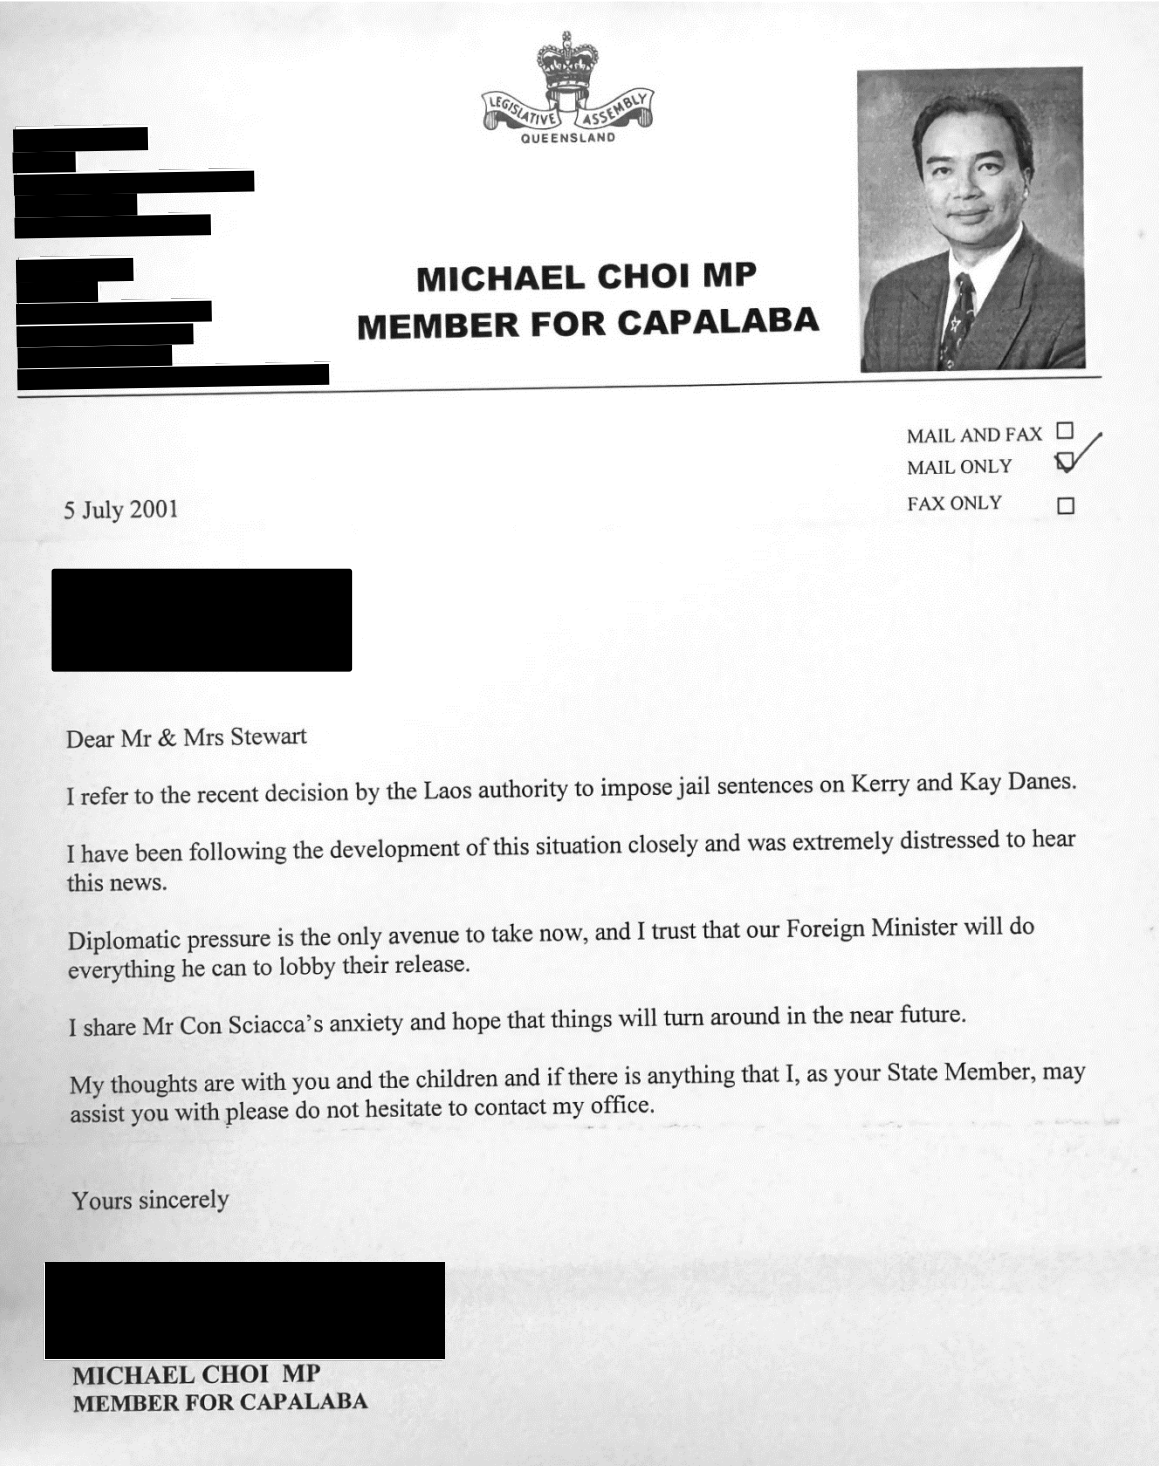 LEGISLATIVE ASSEMBLY
QUEENSLAND
MICHAEL CHOI MP
MEMBER FOR CAPALABA
MAIL AND FAX
MAIL ONLY
FAX ONLY
5 July 2001
Dear Mr & Mrs Stewart
I refer to the recent decision by the Laos authority to impose jail sentences on Kerry and Kay Danes.
I have been following the development of this situation closely and was extremely distressed to hear
this news.
Diplomatic pressure is the only avenue to take now, and I trust that our Foreign Minister will do
everything he can to lobby their release.
I share Mr Con Sciacca’s anxiety and hope that things will turn around in the near future.
My thoughts are with you and the children and if there is anything that I, as your State Member, may
assist you with please do not hesitate to contact my office.
Yours sincerely
MICHAEL CHOI MP
MEMBER FOR CAPALABA